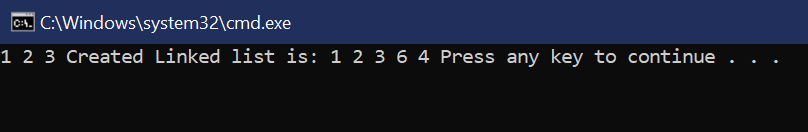 C:\Windows\system32\cmd.exe
1 2 3 Created Linked list is: 1 2 3 6 4 Press any key to continue . . .